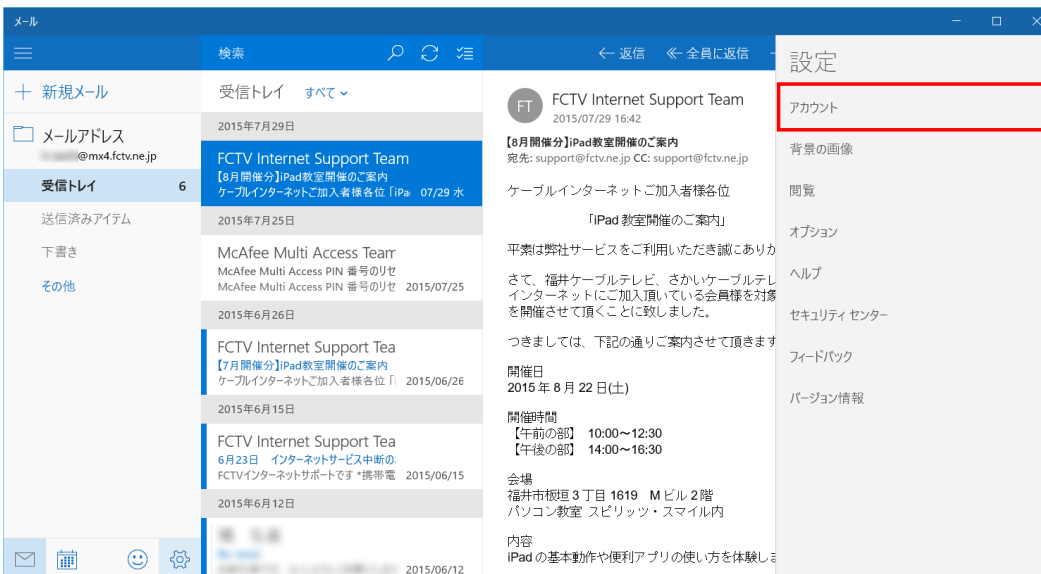 メール
検索
← 返信 全員に返信
設定
新規メール
受信トレイ すべて
メールアドレス
@mx4.fctv.ne.jp
受信トレイ 6
送信済みアイテム
下書き
その他
2015年7月29日
FCTV Internet Support Team
【8月開催分】iPad教室開催のご案内
ケーブルインターネットご加入者様各位「iPa 07/29 水
2015年7月25日
McAfee Multi Access Team
McAfee Multi Access PIN 番号のリセ
McAfee Multi Access PIN 番号のリセ 2015/07/25
2015年6月26日
FCTV Internet Support Tea
【7月開催分】iPad教室開催のご案内
ケーブルインターネットご加入者様各位「 2015/06/26
2015年6月15日
FCTV Internet Support Tea
6月23日 インターネットサービス中断の
FCTVインターネットサポートです *携帯電 2015/06/15
2015年6月12日
2015/06/12
FT
FCTV Internet Support Team
2015/07/29 16:42
【8月開催分】iPad教室開催のご案内
宛先: support@fctv.ne.jp CC: support@fctv.ne.jp
ケーブルインターネットご加入者様各位
「iPad 教室開催のご案内」
平素は弊社サービスをご利用いただき誠にありか
さて、福井ケーブルテレビ、さかいケーブルテレ
インターネットにご加入頂いている会員様を対象
を開催させて頂くことに致しました。
つきましては、下記の通りご案内させて頂きます
開催日
2015 年 8 月 22 日(土)
開催時間
【午前の部】 10:00～12:30
【午後の部】 14:00～16:30
会場
福井市板垣 3 丁目 1619 M ビル 2 階
パソコン教室 スピリッツ・スマイル内
内容
iPad の基本動作や便利アプリの使い方を体験しま
アカウント
背景の画像
閲覧
オプション
ヘルプ
セキュリティ センター
フィードバック
バージョン情報